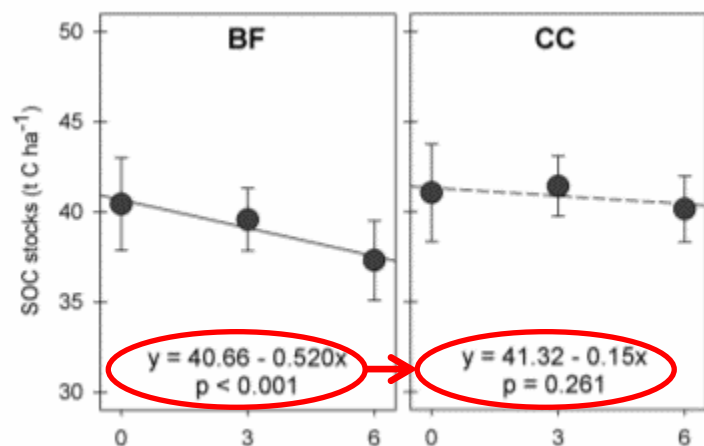 BF
CC
SOC stocks (t C ha⁻¹)
50
45
40
35
30
y = 40.66 - 0.520x
p < 0.001
y = 41.32 - 0.15x
p = 0.261
0 3 6
0 3 6